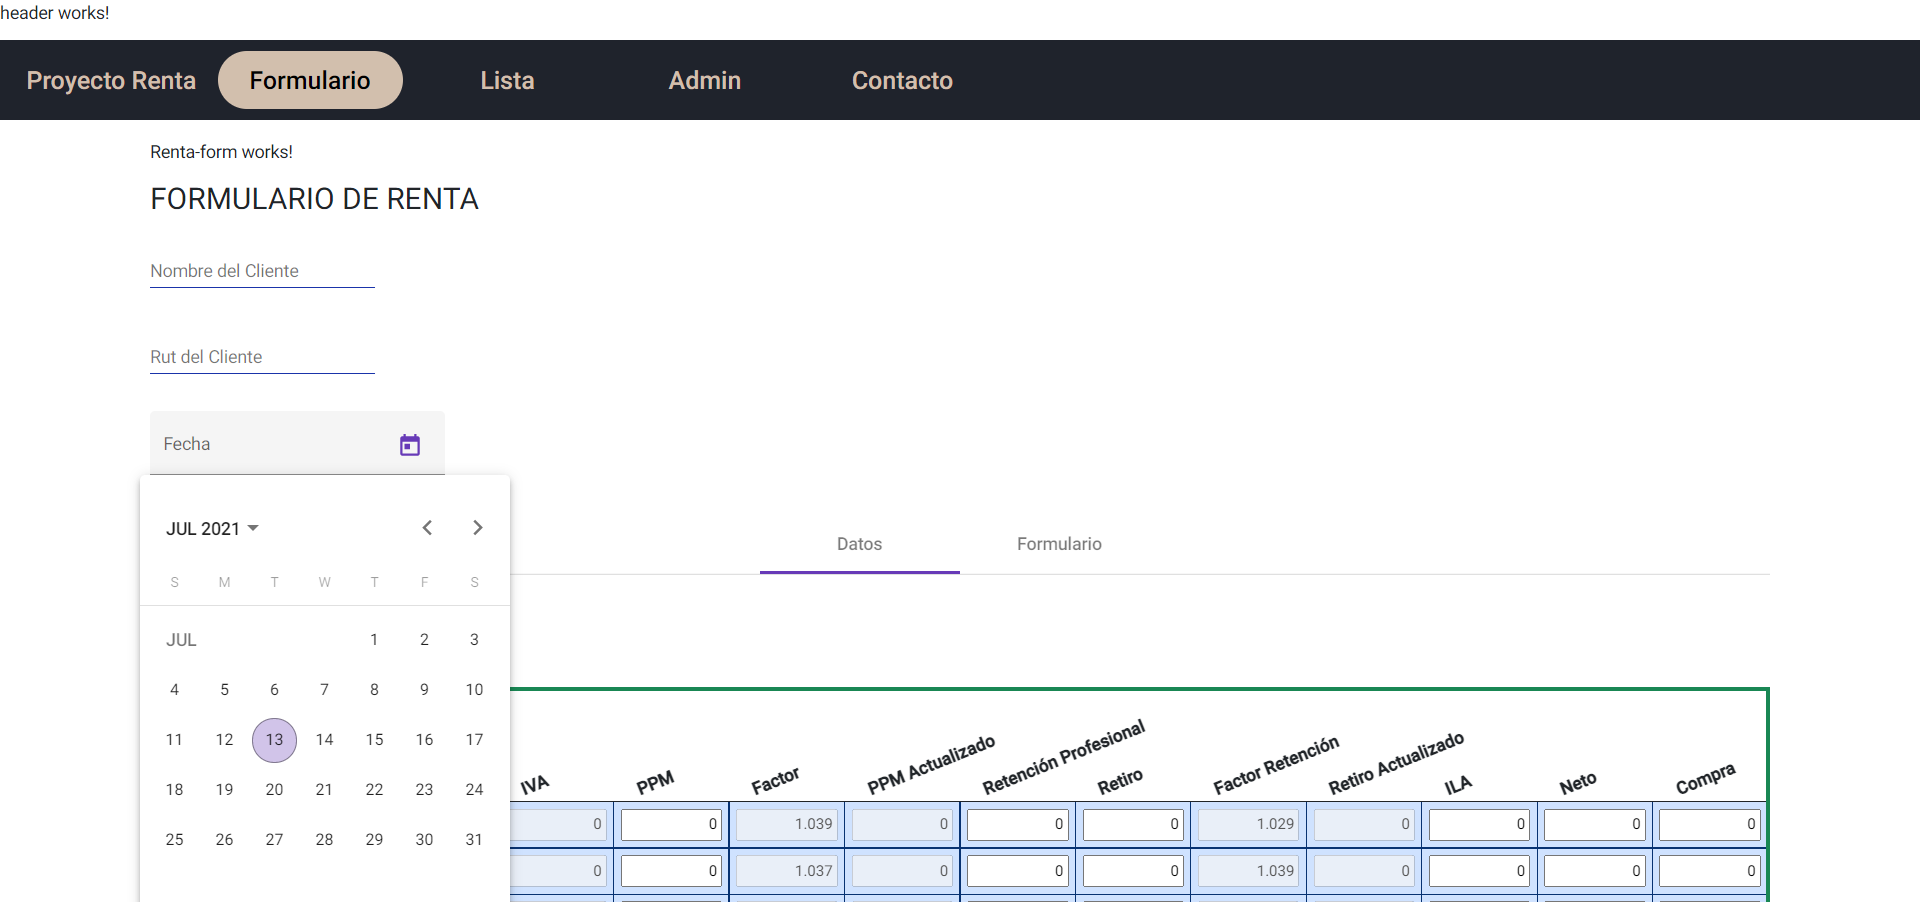 header works!
Proyecto Renta Formulario Lista Admin Contacto
Renta-form works!
FORMULARIO DE RENTA
Nombre del Cliente
Rut del Cliente
Fecha
JUL 2021
S M T W T F S
JUL 1 2 3
4 5 6 7 8 9 10
11 12 13 14 15 16 17
18 19 20 21 22 23 24
25 26 27 28 29 30 31
Datos Formulario
IVA PPM Factor PPM Actualizado Retención Profesional Retiro Factor Retención Retiro Actualizado ILA Neto Compra
0 0 1.039 0 0 0 1.029 0 0 0 0
0 0 1.037 0 0 0 1.039 0 0 0 0